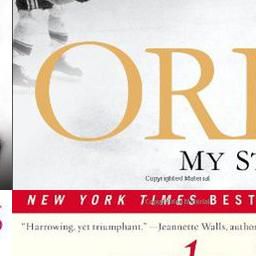 OR
MY ST
Copyrighted Material
NEW YORK TIMES BEST
"Harrowing, yet triumphant." —Jeannette Walls, author